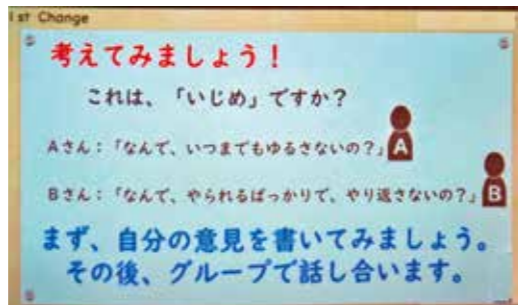 1st Change
考えてみましょう！
これは、「いじめ」ですか？
Aさん：「なんで、いつまでもゆるさないの？」
A
Bさん：「なんで、やられるばっかりで、やり返さないの？」
B
まず、自分の意見を書いてみましょう。
その後、グループで話し合います。